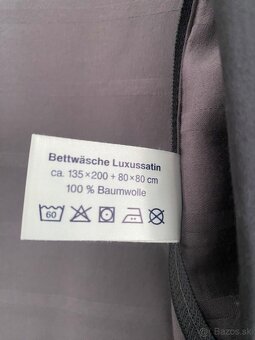 Bettwäsche Luxussatin
ca. 135 x 200 + 80 x 80 cm
100 % Baumwolle
60
Bazos.sk